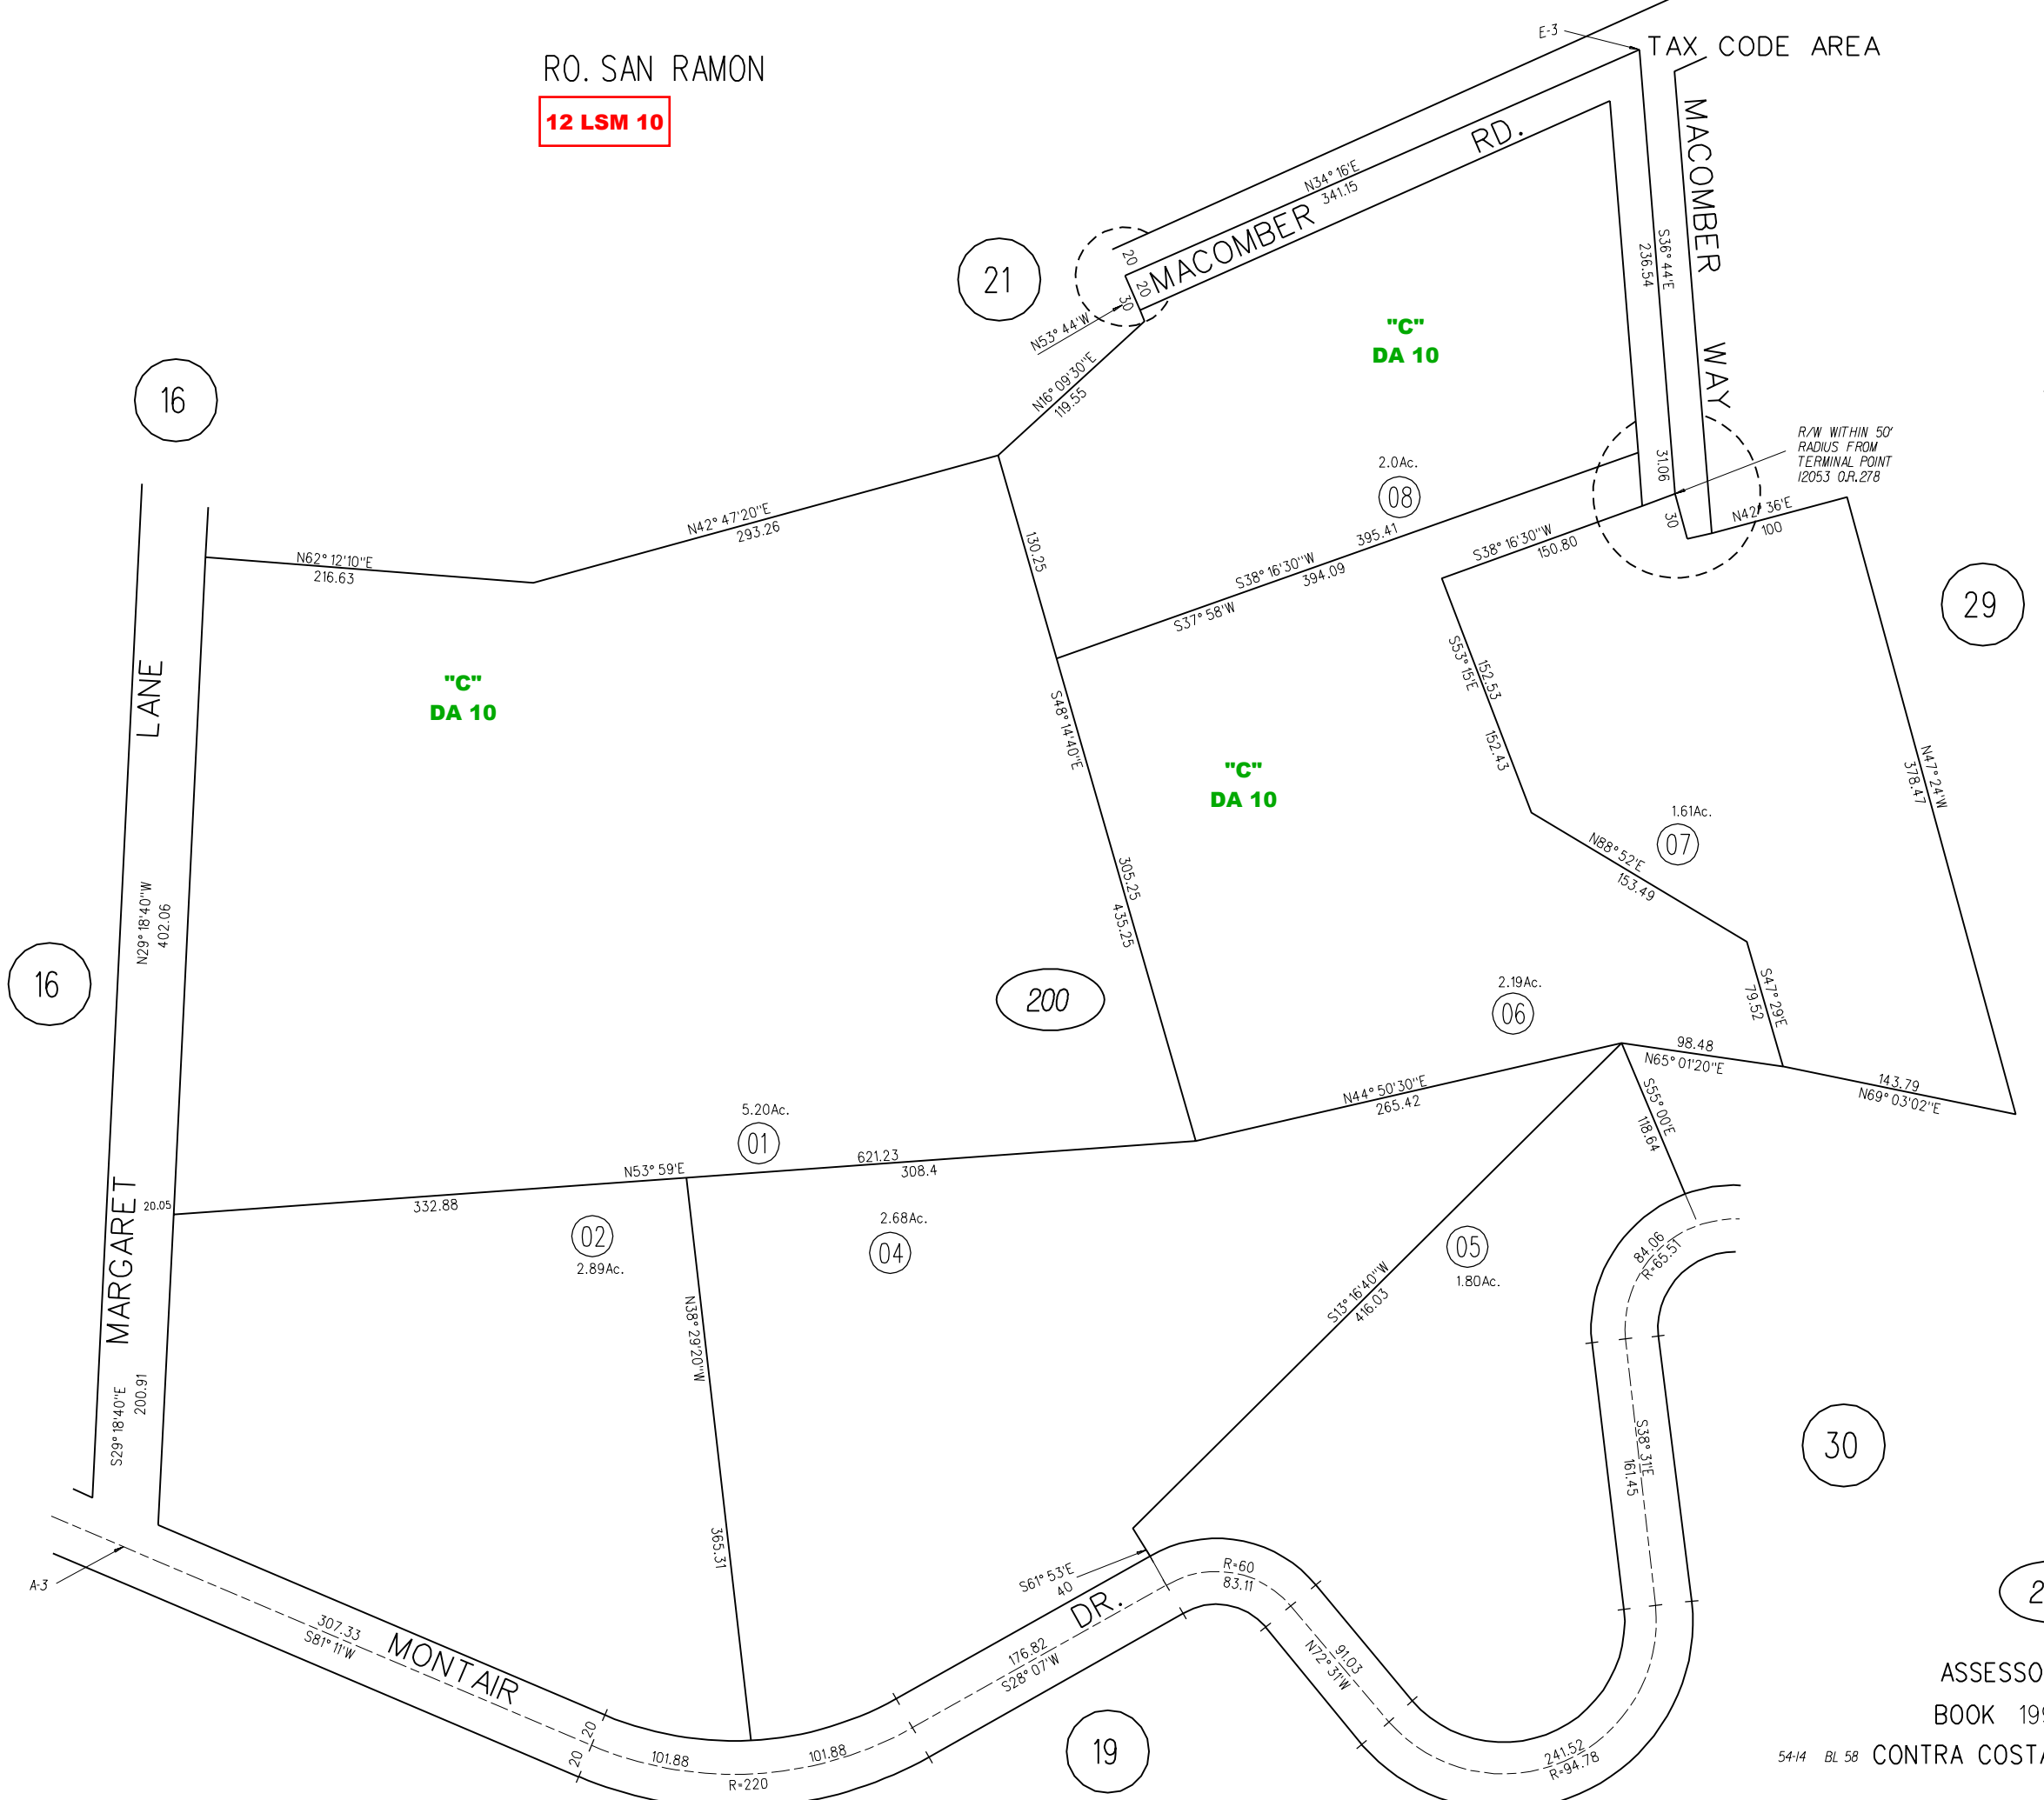 RO. SAN RAMON
12 LSM 10
E-3
TAX CODE AREA
MACOMBER WAY
MACOMBER RD.
N34°16'E
341.15
20
20
30
N53°44'W
S36°44'E
236.54
21
16
N16°09'30"E
119.55
"C"
DA 10
R/W WITHIN 50'
RADIUS FROM
TERMINAL POINT
12053 O.R.278
31.06
30
N42°36'E
100
2.0Ac.
08
395.41
S38°16'30"W
394.09
S37°58'W
S38°16'30"W
150.80
N42°47'20"E
293.26
N62°12'10"E
216.63
130.25
29
"C"
DA 10
S48°14'40"E
S53°15'E
152.53
152.43
"C"
DA 10
N47°24'W
378.47
1.61Ac.
07
N88°52'E
153.49
305.25
435.25
MARGARET LANE
N29°18'40"W
402.06
16
200
2.19Ac.
06
S47°29'E
79.52
98.48
N65°01'20"E
143.79
N69°03'02"E
N44°50'30"E
265.42
S55°00'E
118.64
5.20Ac.
01
621.23
N53°59'E
308.4
332.88
20.05
02
2.89Ac.
2.68Ac.
04
05
1.80Ac.
84.06
R=65.51
S13°16'40"W
416.03
N38°29'20"W
365.31
S29°18'40"E
200.91
S38°31'E
161.45
30
A-3
S61°53'E
40
R=60
83.11
MONTAIR DR.
307.33
S81°11'W
176.82
S28°07'W
91.03
N72°31'W
20
20
101.88
101.88
R=220
19
241.52
R=94.78
2
ASSESSO
BOOK 199
54-14 BL 58 CONTRA COSTA